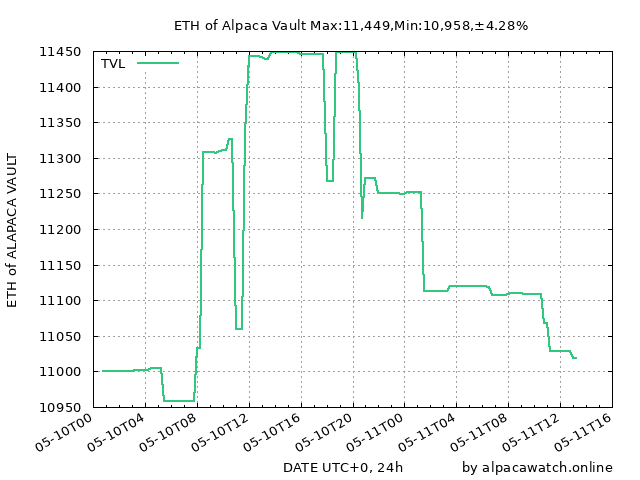 ETH of Alpaca Vault Max:11,449,Min:10,958,±4.28%
TVL
11450
11400
11350
11300
11250
11200
11150
11100
11050
11000
10950
ETH of ALAPACA VAULT
05-10T00
05-10T04
05-10T08
05-10T12
05-10T16
05-10T20
05-11T00
05-11T04
05-11T08
05-11T12
05-11T16
DATE UTC+0, 24h
by alpacawatch.online